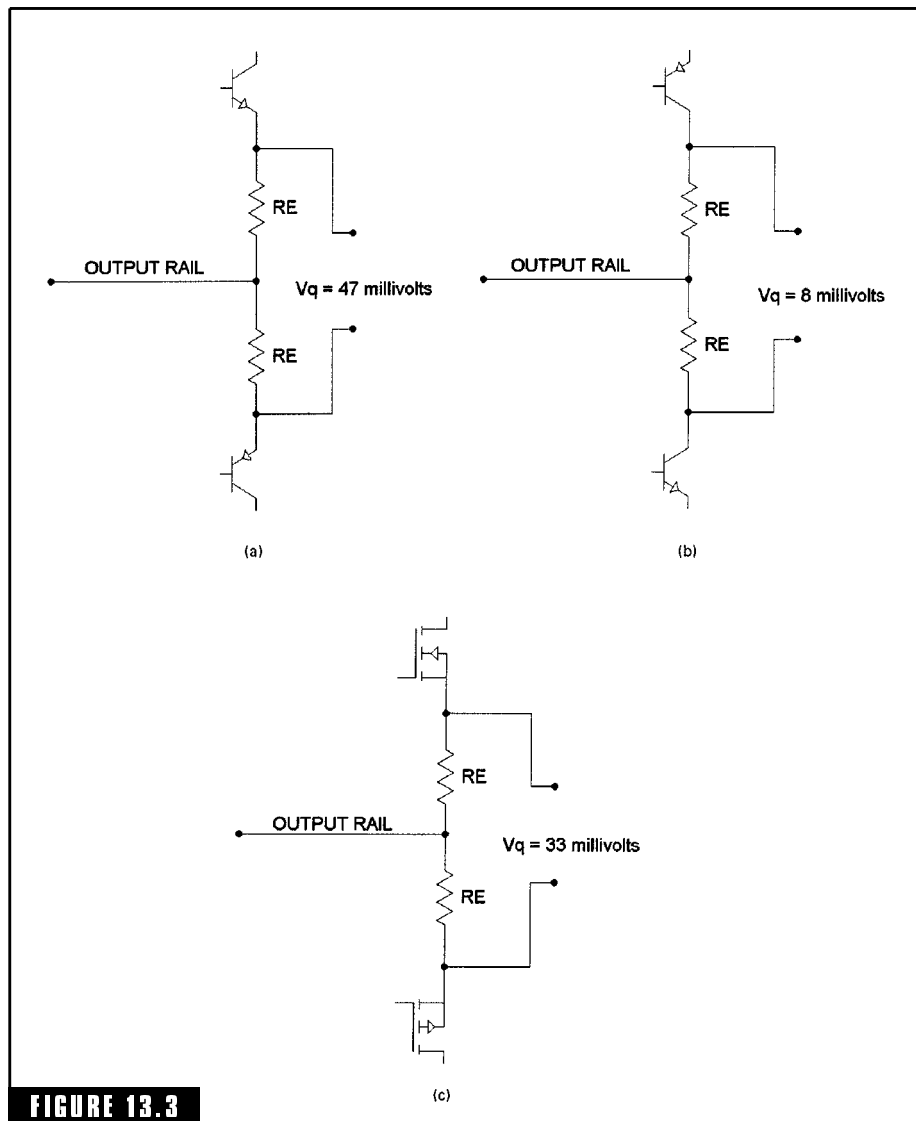 RE
OUTPUT RAIL
Vq = 47 millivolts
RE
(a)
RE
OUTPUT RAIL
Vq = 8 millivolts
RE
(b)
RE
OUTPUT RAIL
Vq = 33 millivolts
RE
(c)
FIGURE 13.3